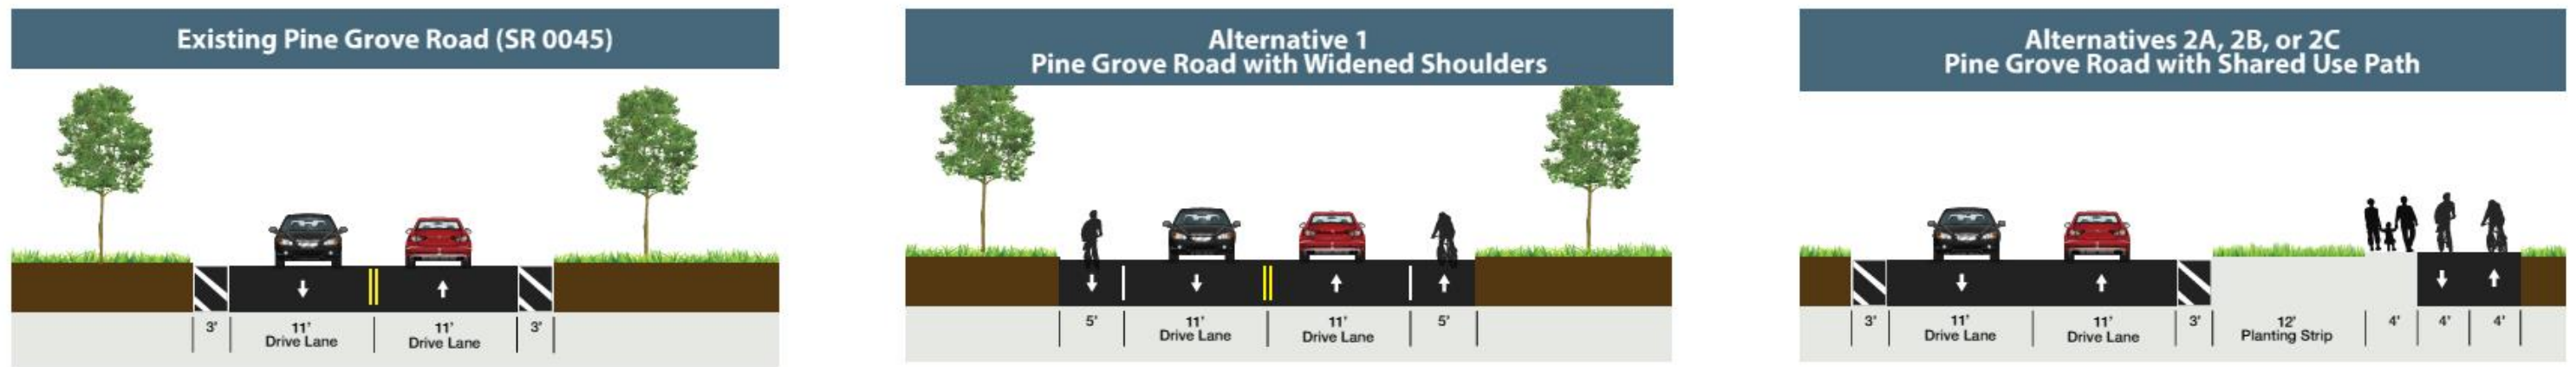 Existing Pine Grove Road (SR 0045)
3'
11'
Drive Lane
11'
Drive Lane
3'
Alternative 1
Pine Grove Road with Widened Shoulders
5'
11'
Drive Lane
11'
Drive Lane
5'
Alternatives 2A, 2B, or 2C
Pine Grove Road with Shared Use Path
3'
11'
Drive Lane
11'
Drive Lane
3'
12'
Planting Strip
4'
4'
4'